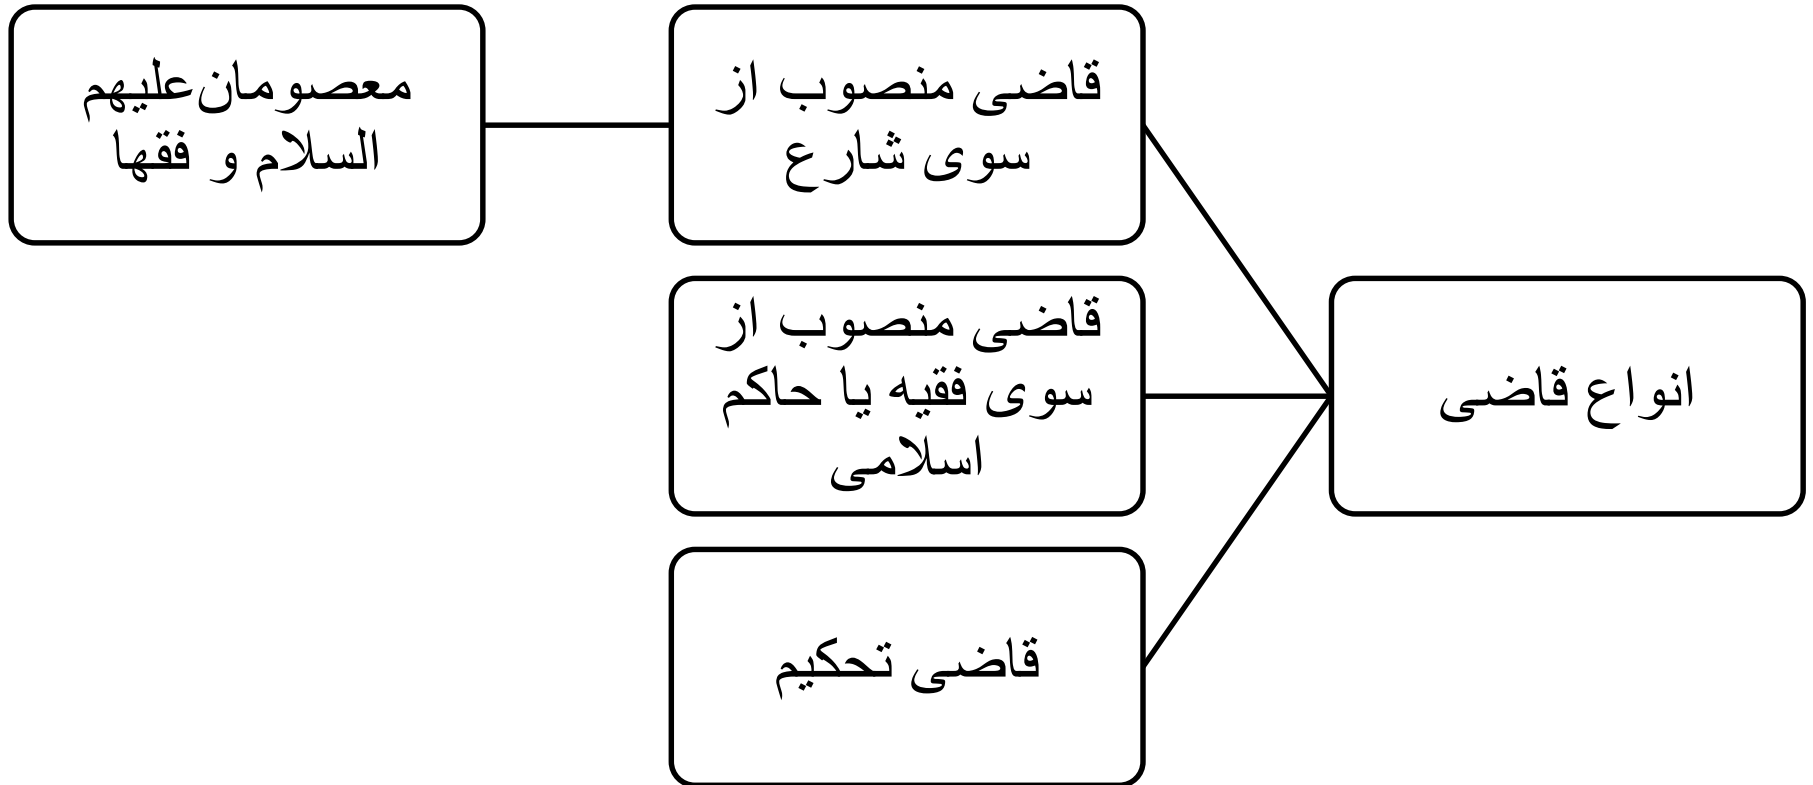 انواع قاضی
قاضی منصوب از
سوی شارع
معصومان‌علیهم
السلام و فقها
قاضی منصوب از
سوی فقیه یا حاکم
اسلامی
قاضی تحکیم